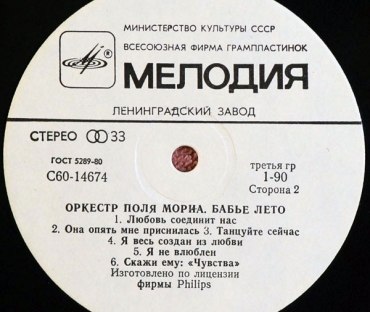 МИНИСТЕРСТВО КУЛЬТУРЫ СССР
ВСЕСОЮЗНАЯ ФИРМА ГРАМПЛАСТИНОК
МЕЛОДИЯ
ЛЕНИНГРАДСКИЙ ЗАВОД
СТЕРЕО 33
ГОСТ 5289-80
С60-14674
третья гр
1-90
Сторона 2
ОРКЕСТР ПОЛЯ МОРИА. БАБЬЕ ЛЕТО
1. Любовь соединит нас
2. Она опять мне приснилась 3. Танцуйте сейчас
4. Я весь создан из любви
5. Я не влюблен
6. Скажи ему: «Чувства»
Изготовлено по лицензии
фирмы Philips